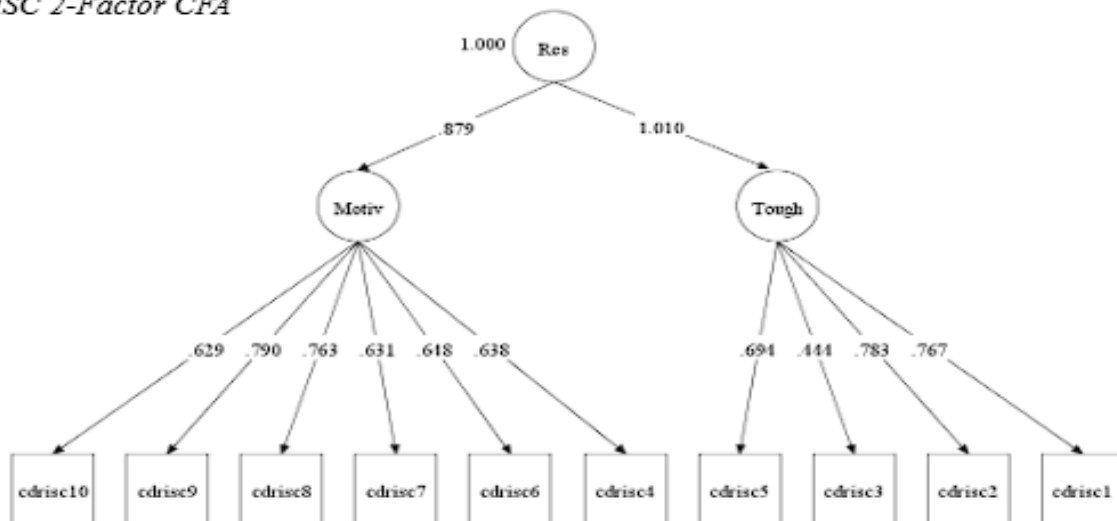 ISC 2-Factor CFA
1.000 Res
.879 1.010
Motiv Tough
.629 .790 .763 .631 .648 .638 .694 .444 .783 .767
cdrisc10 cdrisc9 cdrisc8 cdrisc7 cdrisc6 cdrisc4 cdrisc5 cdrisc3 cdrisc2 cdrisc1